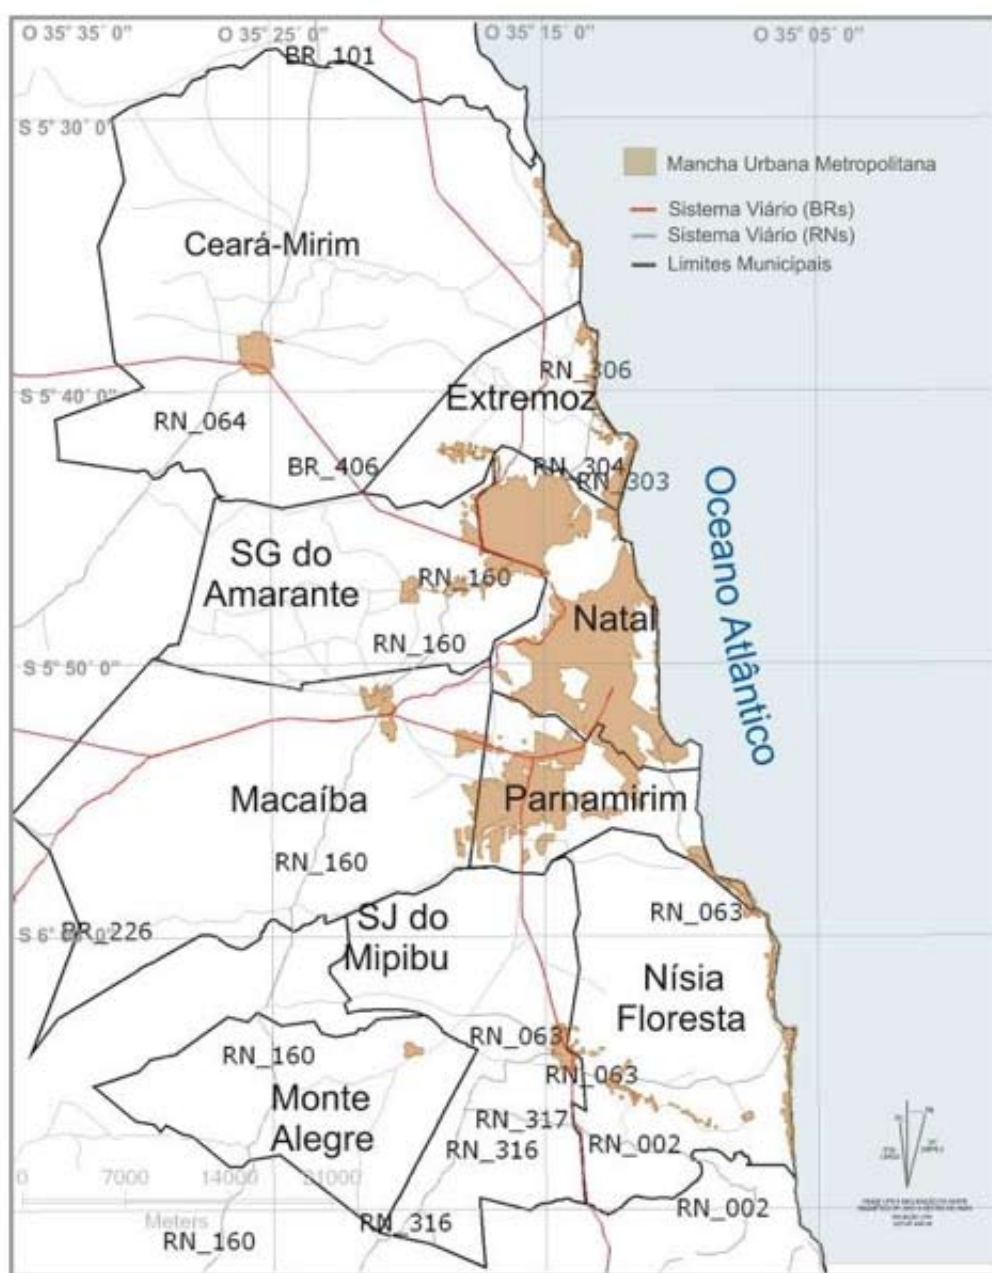 O 35° 35´ 0´´
O 35° 25´ 0´´
O 35° 15´ 0´´
O 35° 05´ 0´´
BR_101
S 5° 30´ 0´´
Mancha Urbana Metropolitana
Sistema Viário (BRs)
Sistema Viário (RNs)
Limites Municipais
Ceará-Mirim
RN_306
S 5° 40´ 0´´
Extremoz
RN_064
BR_406
RN_304
RN_303
Oceano Atlântico
SG do
Amarante
RN_160
Natal
RN_160
S 5° 50´ 0´´
Macaíba
Parnamirim
RN_160
SJ do
Mipibu
RN_063
BR_226
Nísia
Floresta
RN_063
RN_160
RN_063
Monte
Alegre
RN_317
RN_316
RN_002
0
7000
14000
21000
Meters
RN_316
RN_002
RN_160